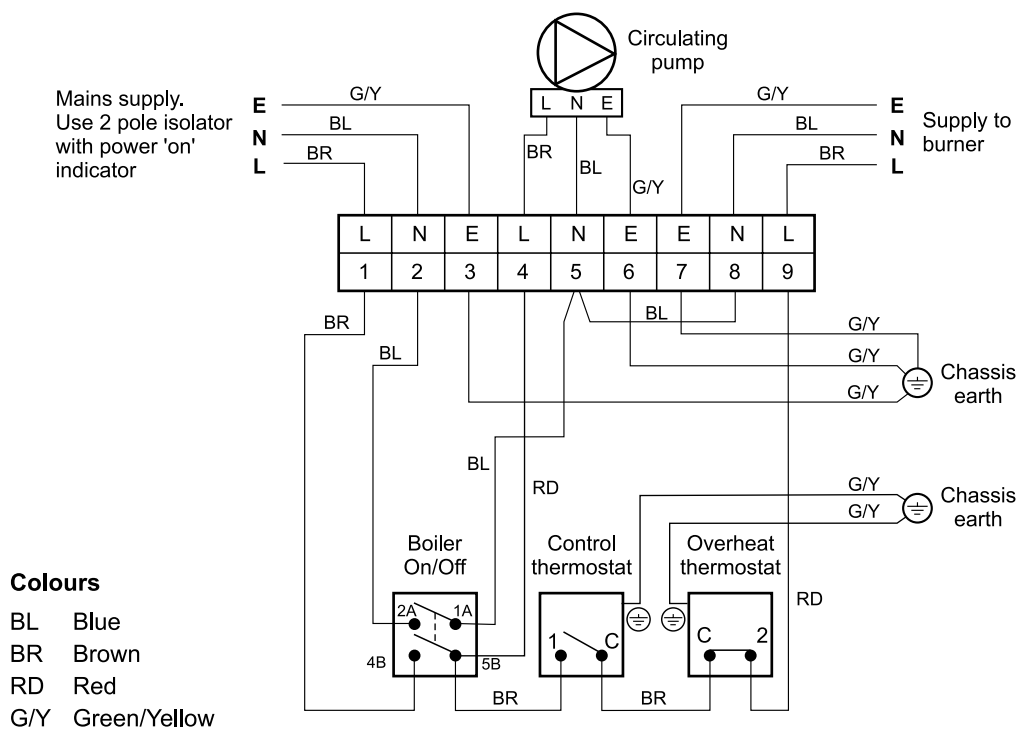 Circulating
pump
Mains supply.
Use 2 pole isolator
with power 'on'
indicator
E G/Y
N BL
L BR
L N E
BR
BL
G/Y
G/Y E
BL N
BR L
Supply to
burner
L N E L N E E N L
1 2 3 4 5 6 7 8 9
BR
BL
BL
G/Y
G/Y
G/Y
Chassis
earth
BL
RD
G/Y
G/Y
Chassis
earth
Boiler
On/Off
Control
thermostat
Overheat
thermostat
RD
2A 1A
4B 5B
1 C
C 2
BR
BR
Colours
BL Blue
BR Brown
RD Red
G/Y Green/Yellow